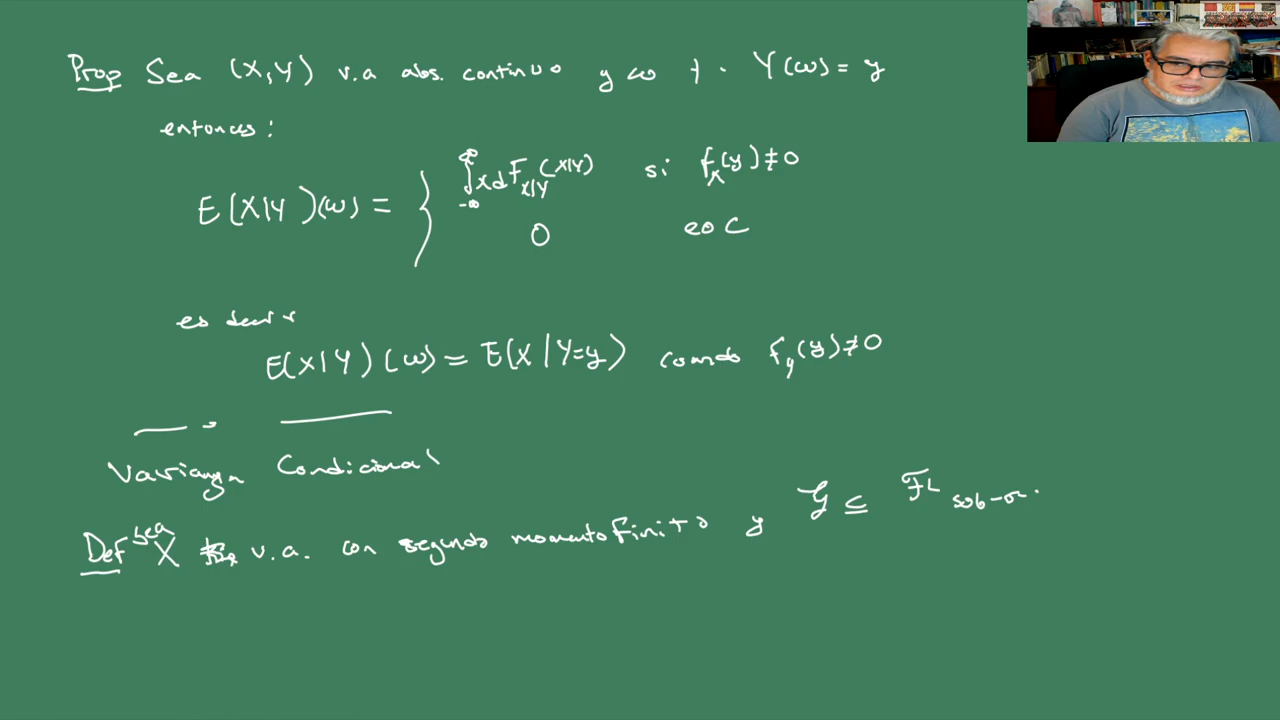 Prop Sea (X,Y) v.a abs. continuo y ω t. Y(ω) = y
entonces:
E(X|Y)(ω) = { ∫_{-∞}^{∞} x dF_{X|Y}(x|y) si f_X(y) ≠ 0
0 eoc
es decir
E(X|Y)(ω) = E(X|Y=y) cuando f_y(y) ≠ 0
Varianza Condicional
Def Sea X v.a. con segundo momento finito y 𝒢 ⊆ ℱ sub-σ.